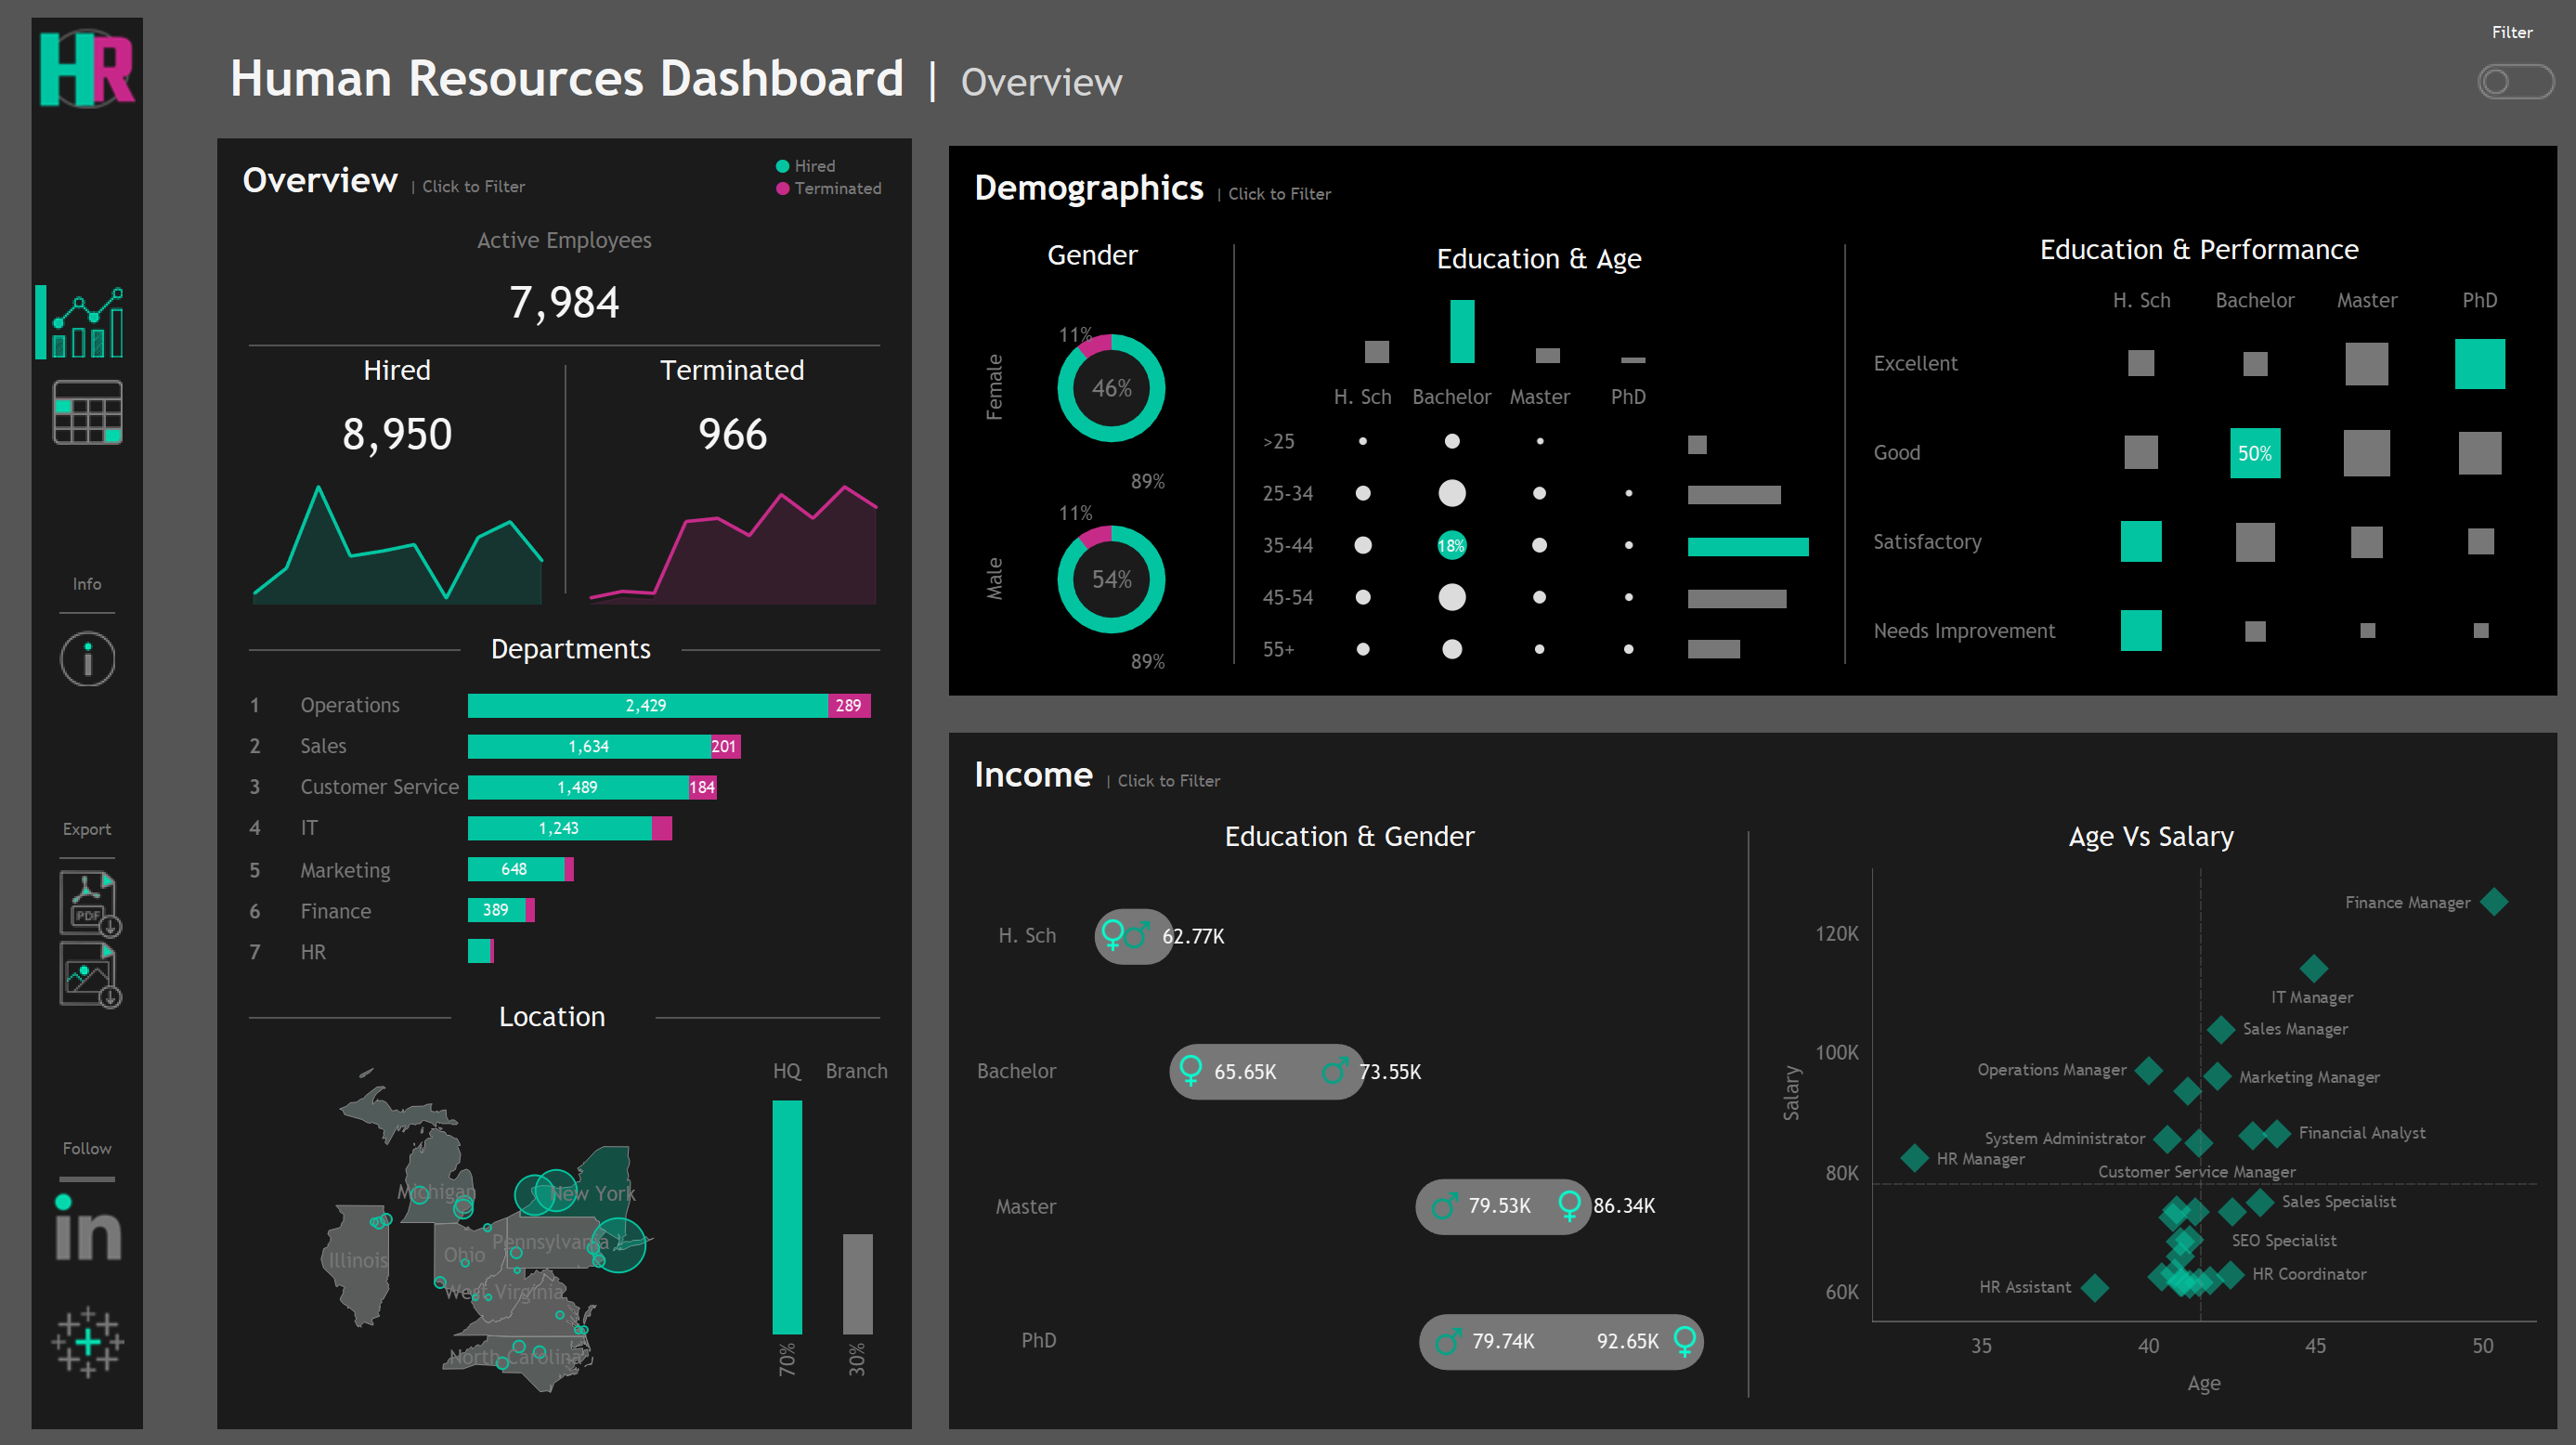 HR
Human Resources Dashboard | Overview
Filter
Info
Export
PDF
Follow
in
Overview | Click to Filter
Hired
Terminated
Active Employees
7,984
Hired
8,950
Terminated
966
Departments
1 Operations 2,429 289
2 Sales 1,634 201
3 Customer Service 1,489 184
4 IT 1,243
5 Marketing 648
6 Finance 389
7 HR
Location
HQ Branch
Michigan
New York
Pennsylvania
Ohio
Illinois
West Virginia
North Carolina
70% 30%
Demographics | Click to Filter
Gender
Female
11%
46%
89%
Male
11%
54%
89%
Education & Age
H. Sch Bachelor Master PhD
>25
25-34
35-44 18%
45-54
55+
Education & Performance
H. Sch Bachelor Master PhD
Excellent
Good 50%
Satisfactory
Needs Improvement
Income | Click to Filter
Education & Gender
H. Sch ♀ ♂ 62.77K
Bachelor ♀ 65.65K ♂ 73.55K
Master ♂ 79.53K ♀ 86.34K
PhD ♂ 79.74K 92.65K ♀
Age Vs Salary
Salary
120K
100K
80K
60K
Finance Manager
IT Manager
Sales Manager
Operations Manager
Marketing Manager
Financial Analyst
System Administrator
HR Manager
Customer Service Manager
Sales Specialist
SEO Specialist
HR Coordinator
HR Assistant
35 40 45 50
Age